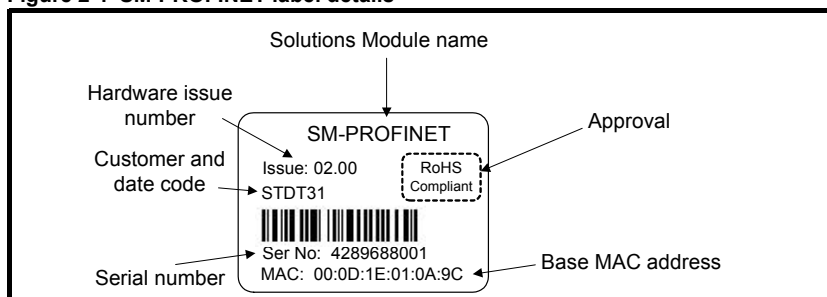 Figure 2-1 SM-PROFINET label details
Solutions Module name
Hardware issue
number
SM-PROFINET
Approval
Customer and
date code
Issue: 02.00
RoHS
Compliant
STDT31
Ser No: 4289688001
Serial number
MAC: 00:0D:1E:01:0A:9C
Base MAC address